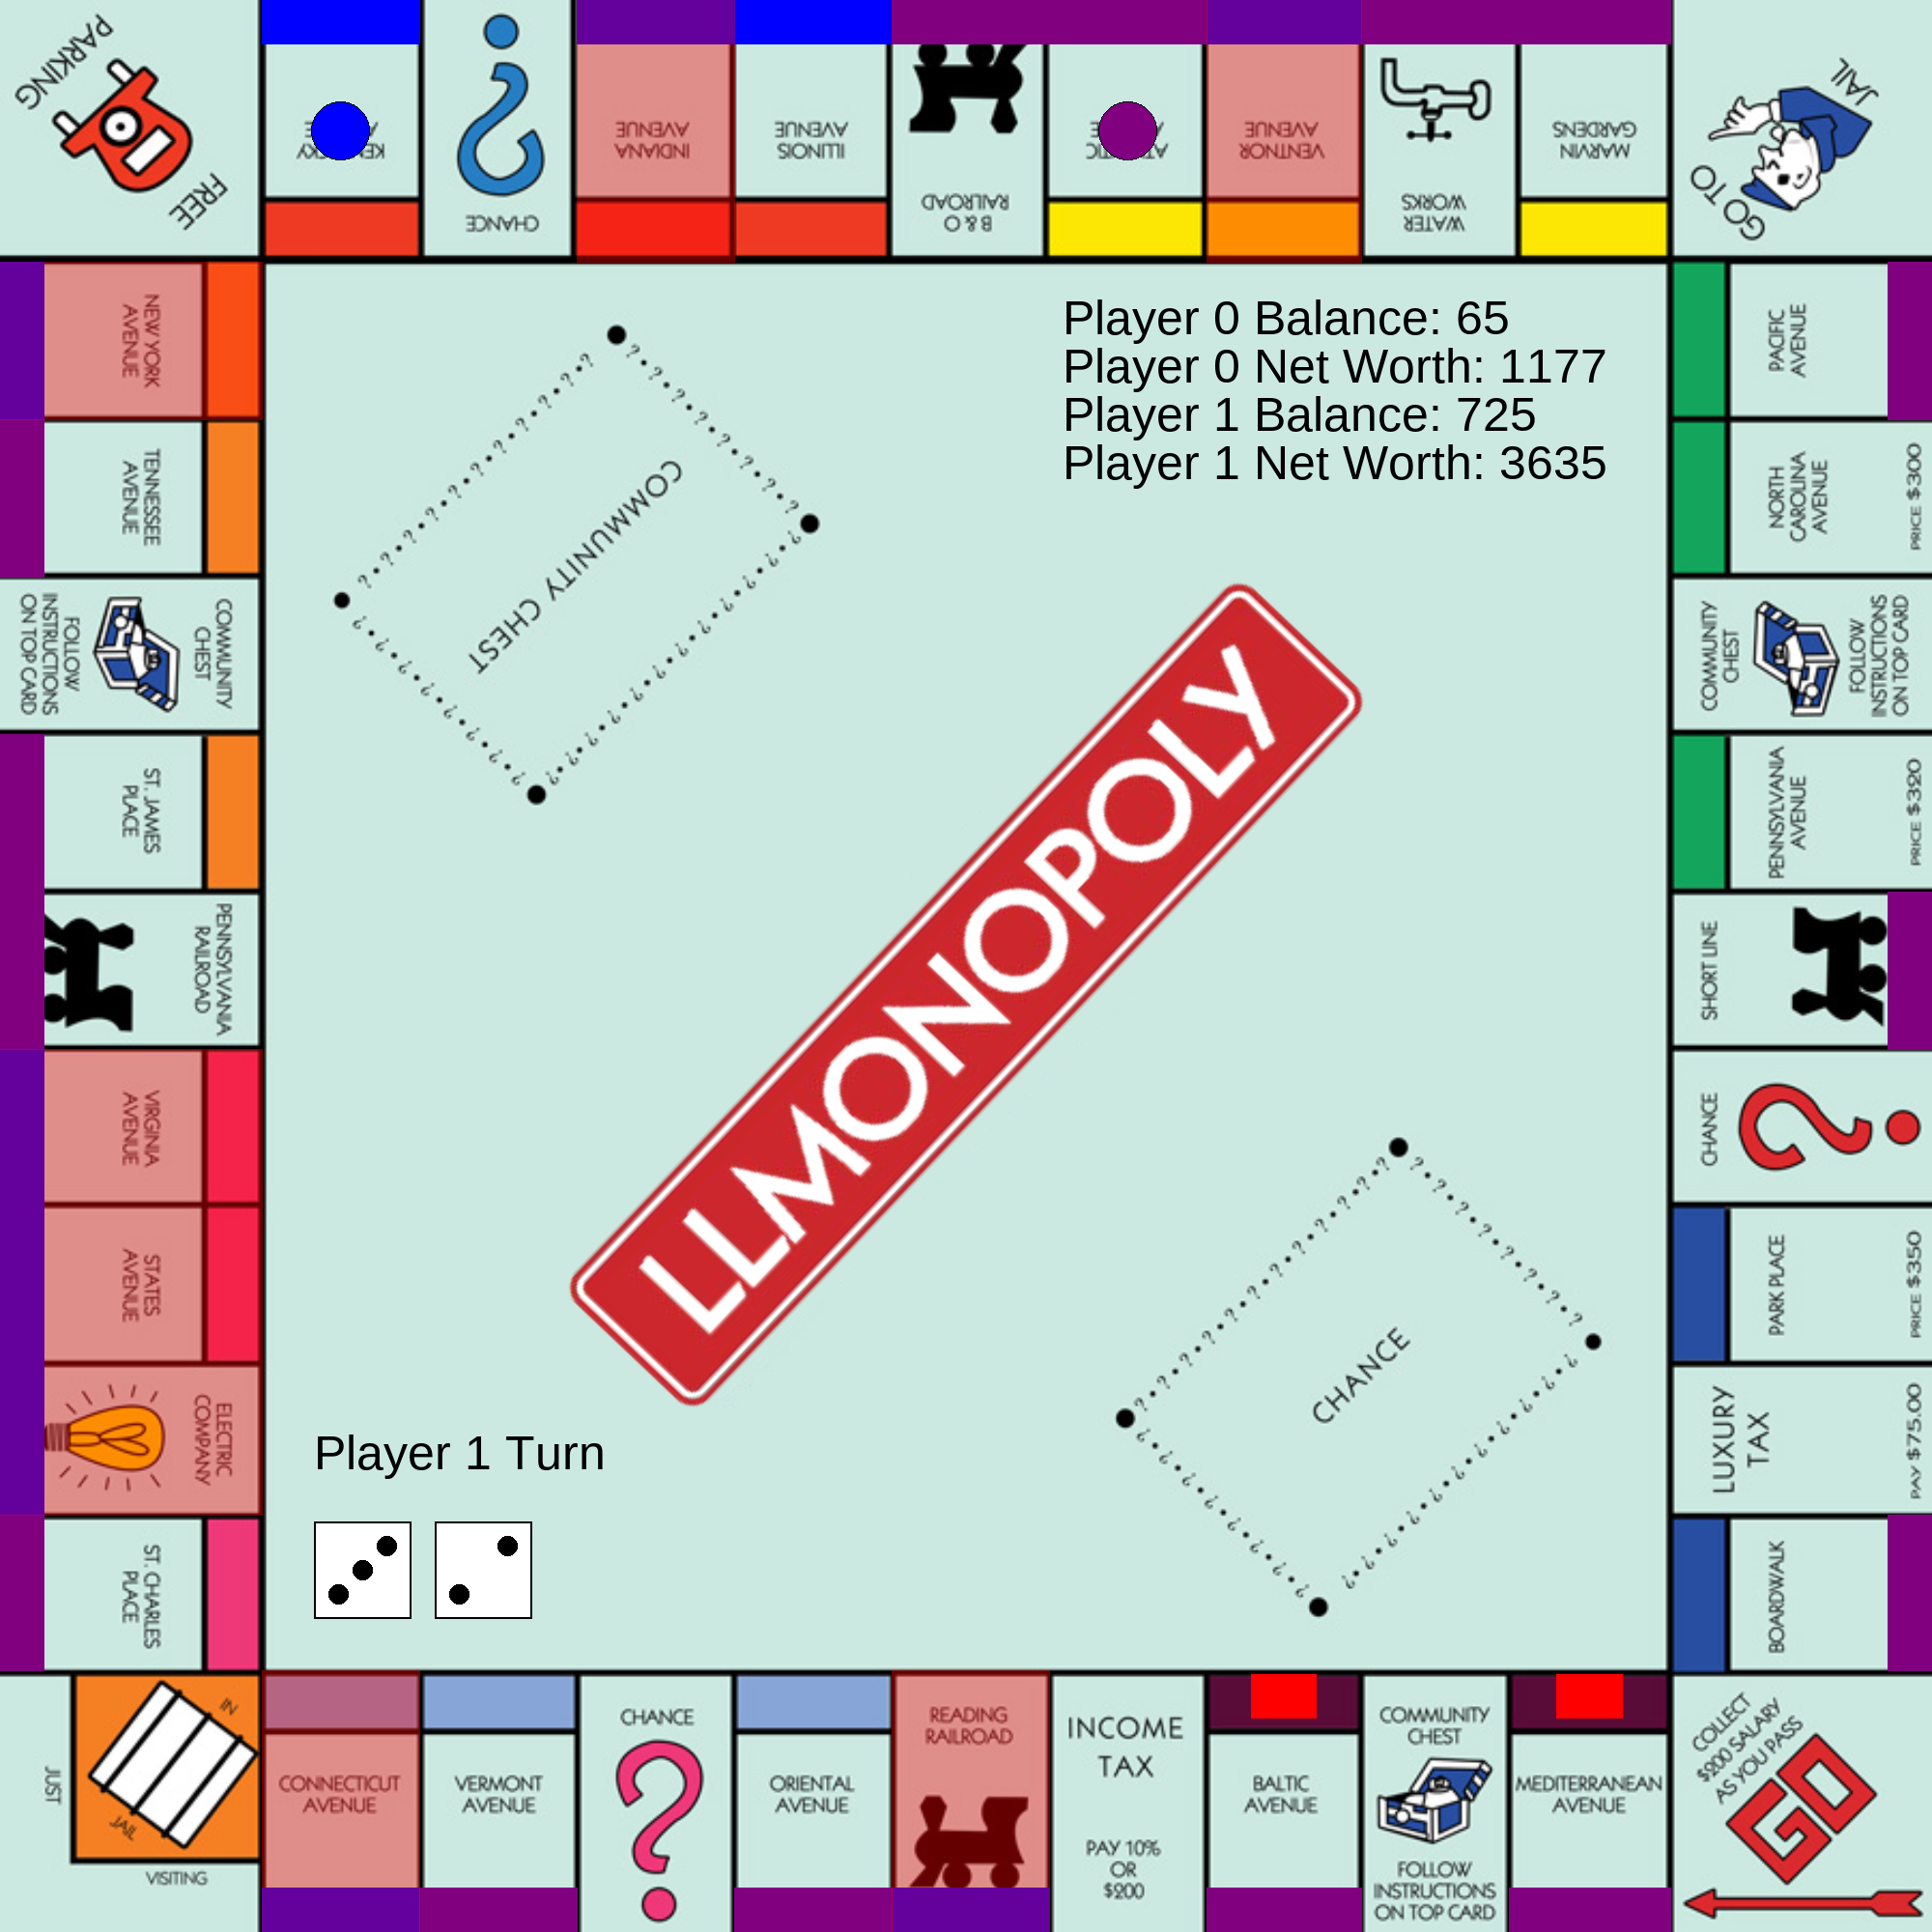 PARKING
FREE
CHANCE
INDIANA
AVENUE
ILLINOIS
AVENUE
B & O
RAILROAD
VENTNOR
AVENUE
WATER
WORKS
MARVIN
GARDENS
GO TO
JAIL
NEW YORK
AVENUE
TENNESSEE
AVENUE
COMMUNITY
CHEST
FOLLOW
INSTRUCTIONS
ON TOP CARD
ST. JAMES
PLACE
PENNSYLVANIA
RAILROAD
VIRGINIA
AVENUE
STATES
AVENUE
ELECTRIC
COMPANY
ST. CHARLES
PLACE
Player 0 Balance: 65
Player 0 Net Worth: 1177
Player 1 Balance: 725
Player 1 Net Worth: 3635
COMMUNITY CHEST
LLMONOPOLY
CHANCE
Player 1 Turn
PACIFIC
AVENUE
NORTH
CAROLINA
AVENUE
PRICE $300
COMMUNITY
CHEST
FOLLOW
INSTRUCTIONS
ON TOP CARD
PENNSYLVANIA
AVENUE
PRICE $320
SHORT LINE
CHANCE
PARK PLACE
PRICE $350
LUXURY
TAX
PAY $75.00
BOARDWALK
JUST
VISITING
IN
JAIL
CONNECTICUT
AVENUE
VERMONT
AVENUE
CHANCE
ORIENTAL
AVENUE
READING
RAILROAD
INCOME
TAX
PAY 10%
OR
$200
BALTIC
AVENUE
COMMUNITY
CHEST
FOLLOW
INSTRUCTIONS
ON TOP CARD
MEDITERRANEAN
AVENUE
COLLECT
$200 SALARY
AS YOU PASS
GO